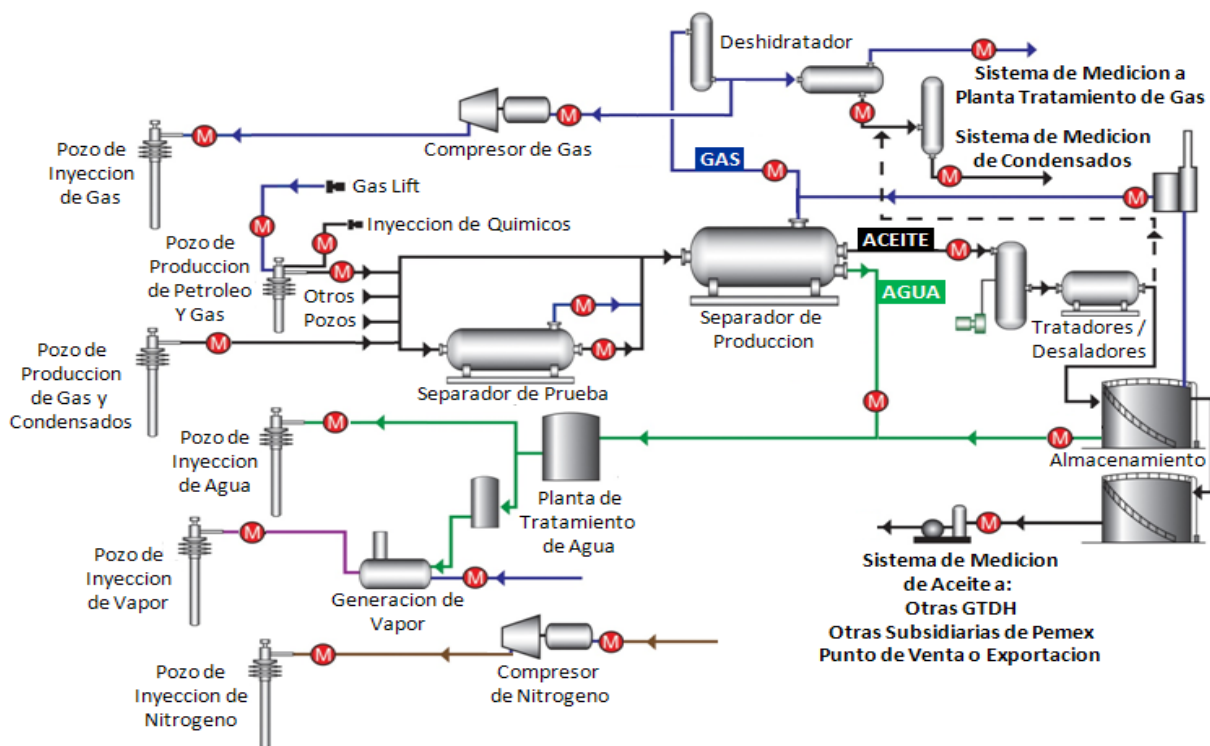 Deshidratador
M
Sistema de Medicion a
Planta Tratamiento de Gas
M
M
M
Compresor de Gas
Pozo de
Inyeccion
de Gas
M
Sistema de Medicion
de Condensados
GAS
M
M
Gas Lift
M
Inyeccion de Quimicos
M
Pozo de
Produccion
de Petroleo
Y Gas
M
Otros
Pozos
ACEITE
M
AGUA
Separador de
Produccion
Tratadores /
Desaladores
M
M
Separador de Prueba
M
Pozo de
Produccion
de Gas y
Condensados
M
M
Almacenamiento
M
Pozo de
Inyeccion
de Agua
Planta de
Tratamiento
de Agua
M
Pozo de
Inyeccion
de Vapor
M
Generacion de
Vapor
M
Sistema de Medicion
de Aceite a:
Otras GTDH
Otras Subsidiarias de Pemex
Punto de Venta o Exportacion
M
M
Compresor
de Nitrogeno
Pozo de
Inyeccion de
Nitrogeno